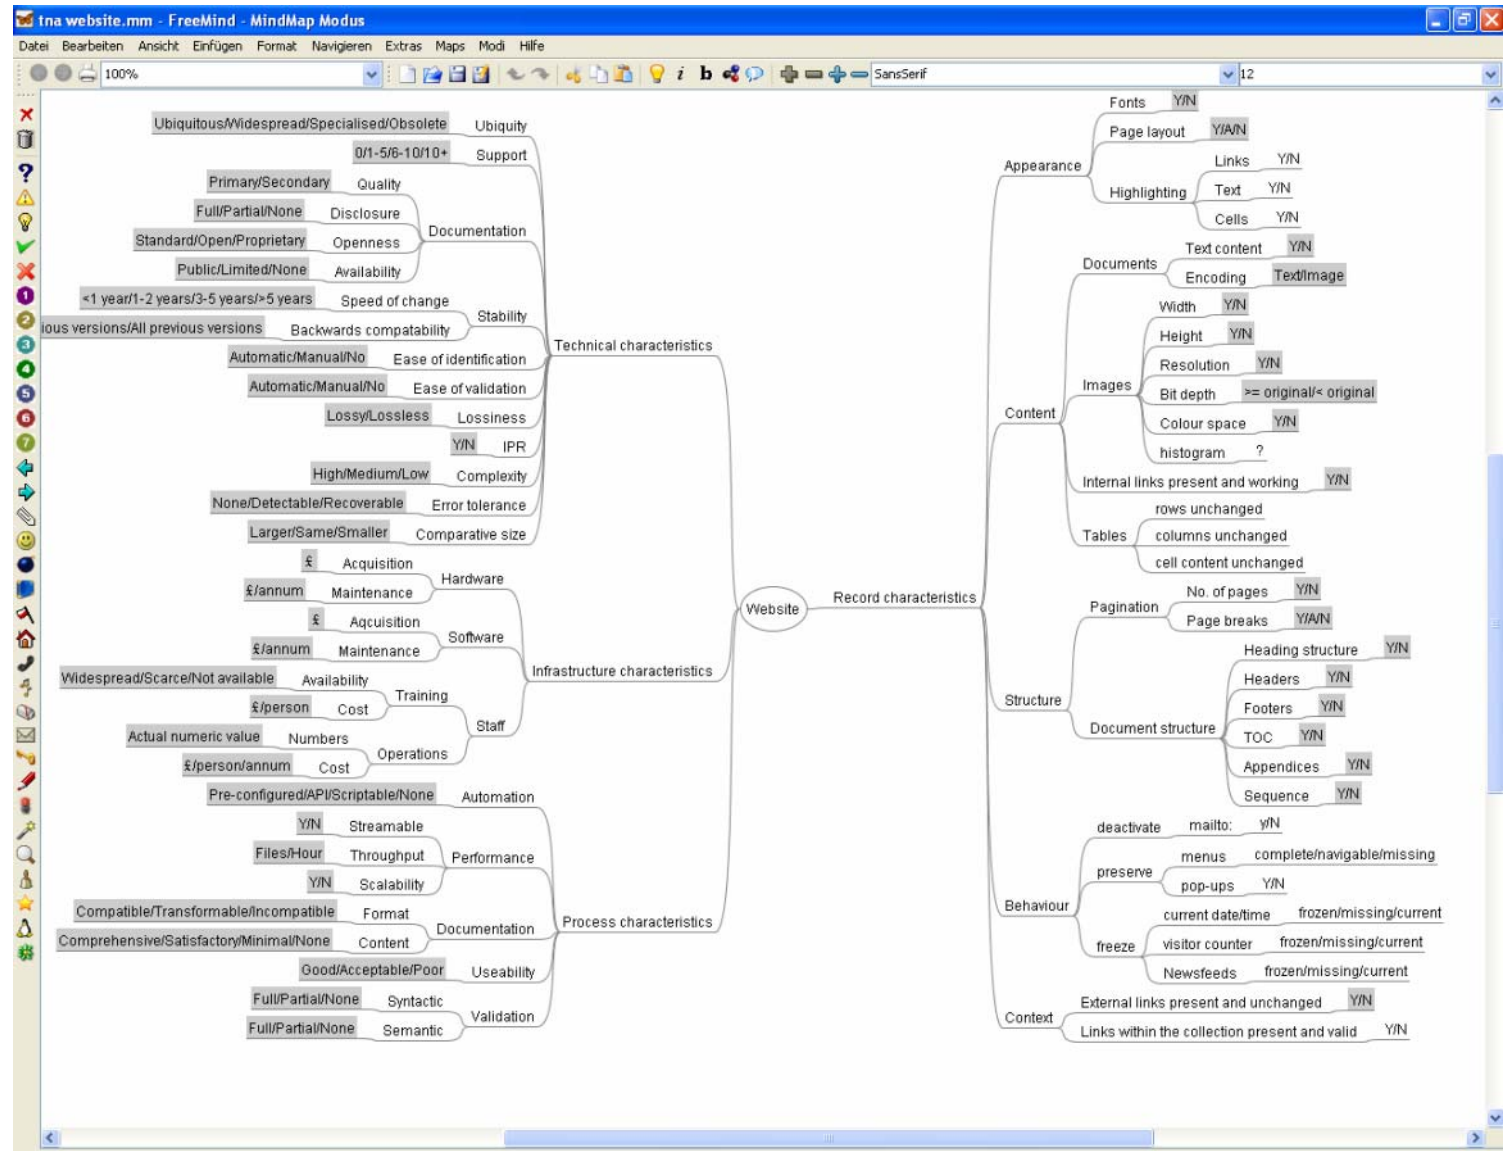 tna website.mm - FreeMind - MindMap Modus
Datei Bearbeiten Ansicht Einfügen Format Navigieren Extras Maps Modi Hilfe
100%
i b
SansSerif
12
Ubiquitous/Widespread/Specialised/Obsolete Ubiquity
0/1-5/6-10/10+ Support
Primary/Secondary Quality
Full/Partial/None Disclosure
Documentation
Standard/Open/Proprietary Openness
Public/Limited/None Availability
<1 year/1-2 years/3-5 years/>5 years Speed of change
Stability
ious versions/All previous versions Backwards compatability
Technical characteristics
Automatic/Manual/No Ease of identification
Automatic/Manual/No Ease of validation
Lossy/Lossless Lossiness
Y/N IPR
High/Medium/Low Complexity
None/Detectable/Recoverable Error tolerance
Larger/Same/Smaller Comparative size
£ Acquisition
Hardware
£/annum Maintenance
£ Aqcuisition
Software
£/annum Maintenance
Infrastructure characteristics
Widespread/Scarce/Not available Availability
Training
£/person Cost
Staff
Actual numeric value Numbers
Operations
£/person/annum Cost
Pre-configured/API/Scriptable/None Automation
Y/N Streamable
Files/Hour Throughput Performance
Y/N Scalability
Compatible/Transformable/Incompatible Format
Process characteristics
Documentation
Comprehensive/Satisfactory/Minimal/None Content
Good/Acceptable/Poor Useability
Full/Partial/None Syntactic
Validation
Full/Partial/None Semantic
Website
Record characteristics
Fonts Y/N
Page layout Y/A/N
Appearance
Links Y/N
Highlighting Text Y/N
Cells Y/N
Text content Y/N
Documents
Encoding Text/Image
Width Y/N
Height Y/N
Resolution Y/N
Images
Bit depth >= original/< original
Content
Colour space Y/N
histogram ?
Internal links present and working Y/N
rows unchanged
Tables columns unchanged
cell content unchanged
No. of pages Y/N
Pagination
Page breaks Y/A/N
Heading structure Y/N
Headers Y/N
Structure
Footers Y/N
Document structure
TOC Y/N
Appendices Y/N
Sequence Y/N
deactivate mailto: y/N
menus complete/navigable/missing
preserve
pop-ups Y/N
Behaviour
current date/time frozen/missing/current
freeze visitor counter frozen/missing/current
Newsfeeds frozen/missing/current
External links present and unchanged Y/N
Context
Links within the collection present and valid Y/N
?
1
2
3
4
5
6
7